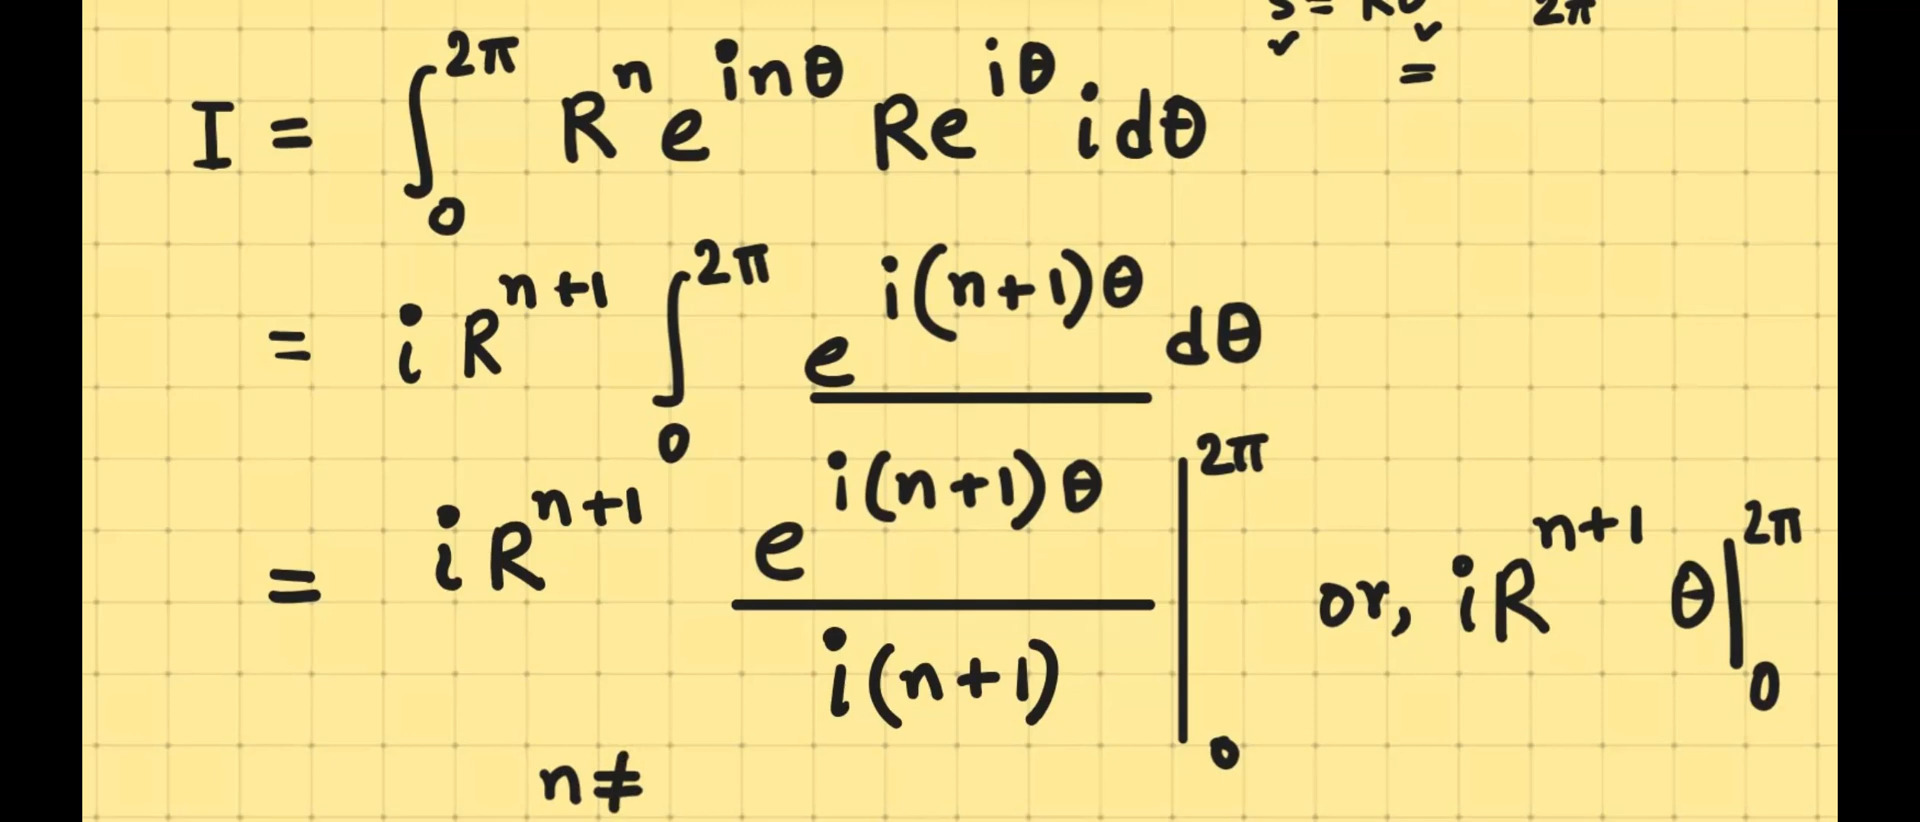 s = Rθ 2π
✓ ✓
=
I = ∫₀^{2π} Rⁿ e^{inθ} Re^{iθ} i dθ
= i R^{n+1} ∫₀^{2π} e^{i(n+1)θ} dθ
= i R^{n+1} e^{i(n+1)θ} / i(n+1) |₀^{2π} or, i R^{n+1} θ|₀^{2π}
n ≠